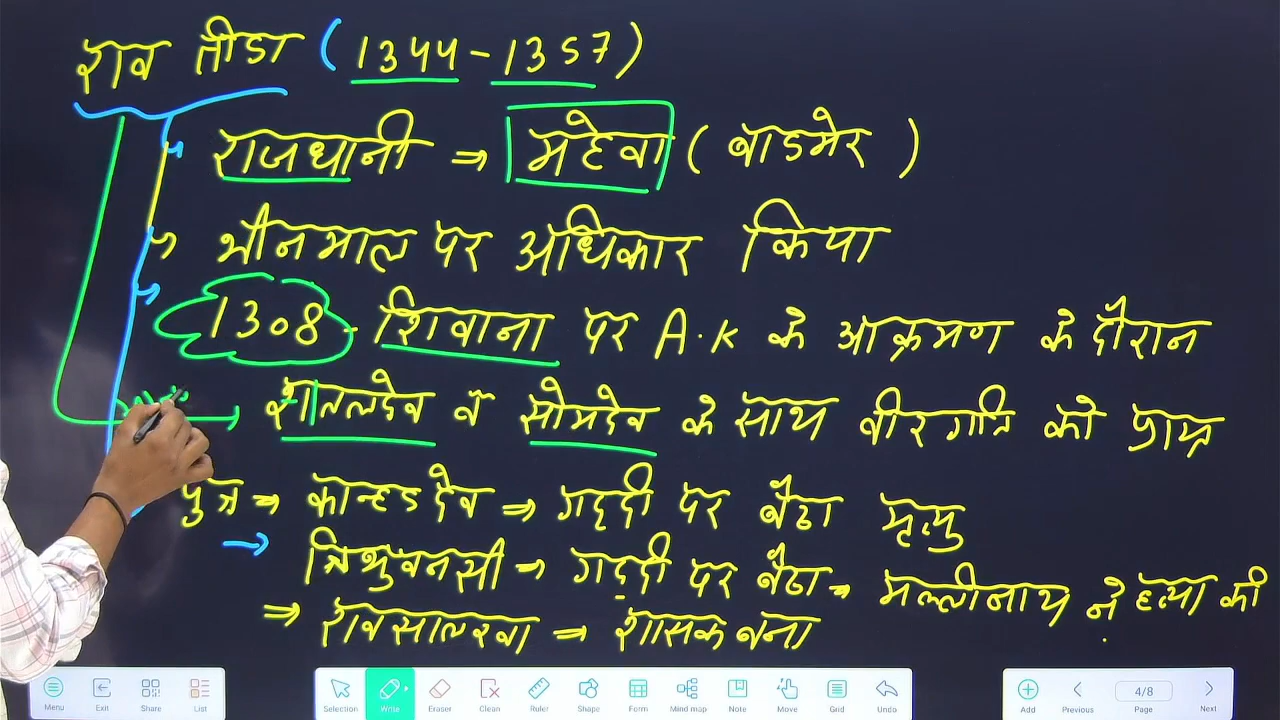 राव तीडा (1344-1357)
राजधानी ⇒ महेवा (बाडमेर)
भीनमाल पर अधिकार किया
1308 - शिवाना पर A.K के आक्रमण के दौरान
शातलदेव व सोमदेव के साथ वीरगति को प्राप्त
पुत्र ⇒ कान्हडदेव ⇒ गद्दी पर बैठा मृत्यु
→ त्रिभुवनसी → गद्दी पर बैठा → मल्लीनाथ ने हत्या की
⇒ रावसालखा ⇒ शासक बना
Menu Exit Share List Selection Write Eraser Clean Ruler Shape Form Mind map Note Move Grid Undo Add Previous 4/8 Page Next